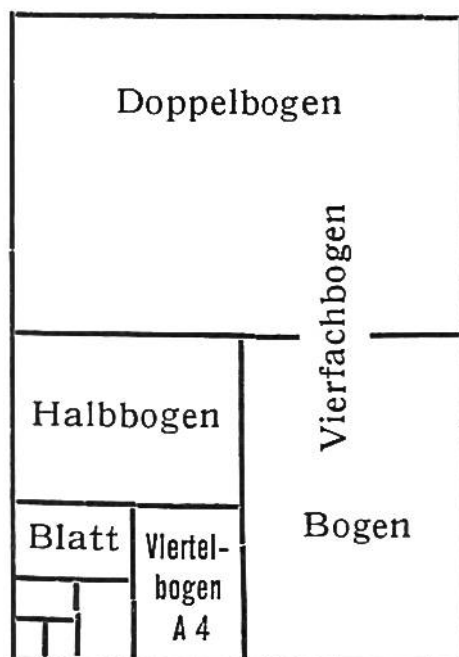 Doppelbogen
Vierfachbogen
Halbbogen
Bogen
Blatt
Viertel-
bogen
A 4